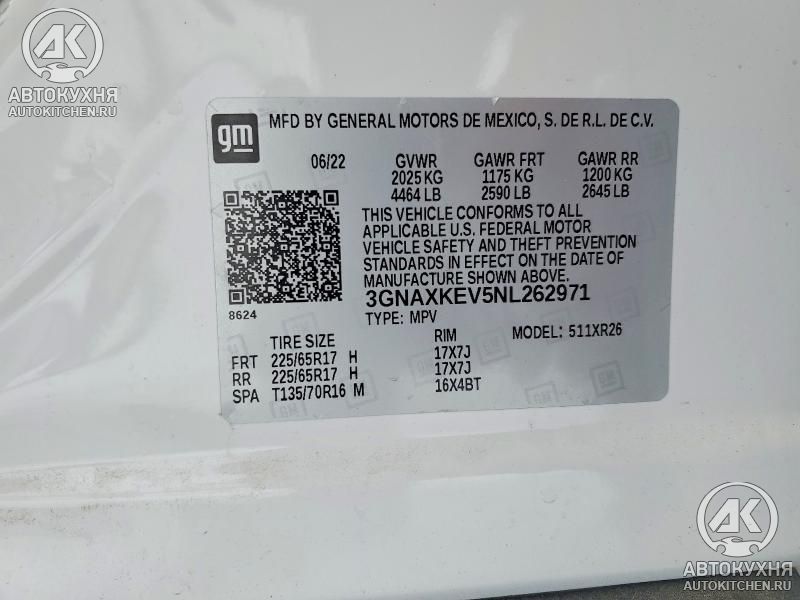 AK
АВТОКУХНЯ
AUTOKITCHEN.RU
gm
MFD BY GENERAL MOTORS DE MEXICO, S. DE R.L. DE C.V.
06/22 GVWR GAWR FRT GAWR RR
2025 KG 1175 KG 1200 KG
4464 LB 2590 LB 2645 LB
THIS VEHICLE CONFORMS TO ALL
APPLICABLE U.S. FEDERAL MOTOR
VEHICLE SAFETY AND THEFT PREVENTION
STANDARDS IN EFFECT ON THE DATE OF
MANUFACTURE SHOWN ABOVE.
3GNAXKEV5NL262971
8624
TYPE: MPV MODEL: 511XR26
TIRE SIZE RIM
FRT 225/65R17 H 17X7J
RR 225/65R17 H 17X7J
SPA T135/70R16 M 16X4BT
AK
АВТОКУХНЯ
AUTOKITCHEN.RU